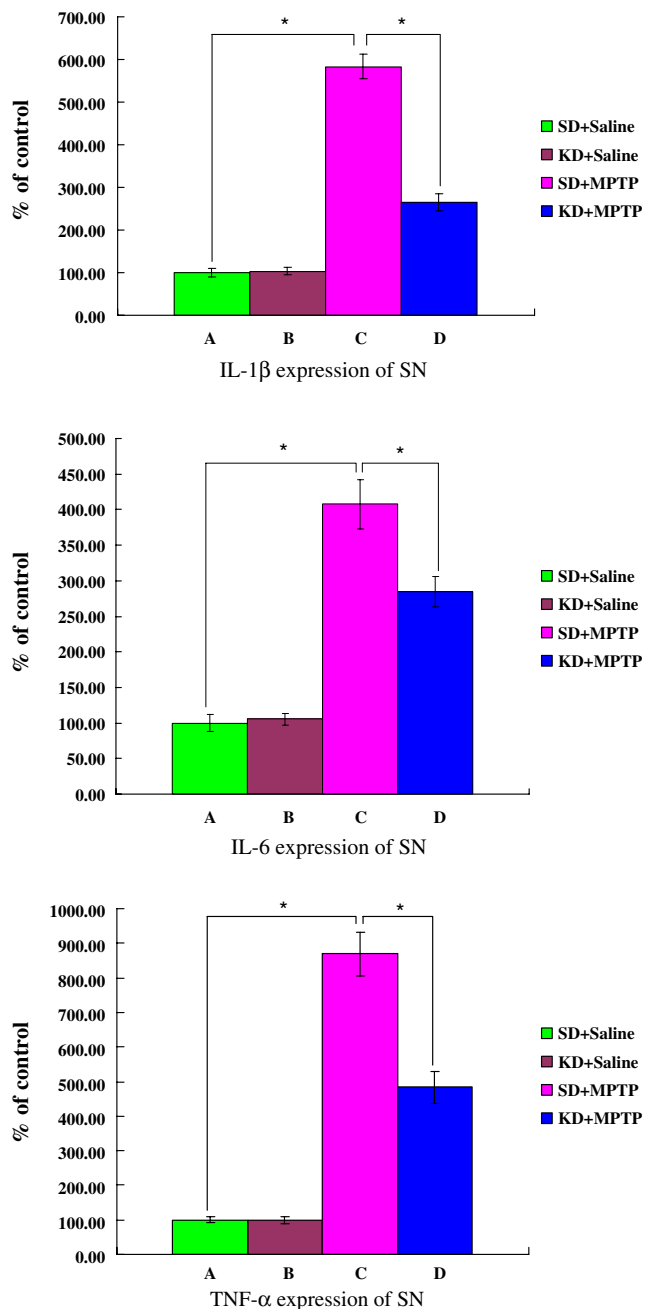 700.00
600.00
500.00
400.00
300.00
200.00
100.00
0.00
% of control
* *
A B C D
IL-1β expression of SN
SD+Saline
KD+Saline
SD+MPTP
KD+MPTP
500.00
450.00
400.00
350.00
300.00
250.00
200.00
150.00
100.00
50.00
0.00
% of control
* *
A B C D
IL-6 expression of SN
SD+Saline
KD+Saline
SD+MPTP
KD+MPTP
1000.00
900.00
800.00
700.00
600.00
500.00
400.00
300.00
200.00
100.00
0.00
% of control
* *
A B C D
TNF-α expression of SN
SD+Saline
KD+Saline
SD+MPTP
KD+MPTP